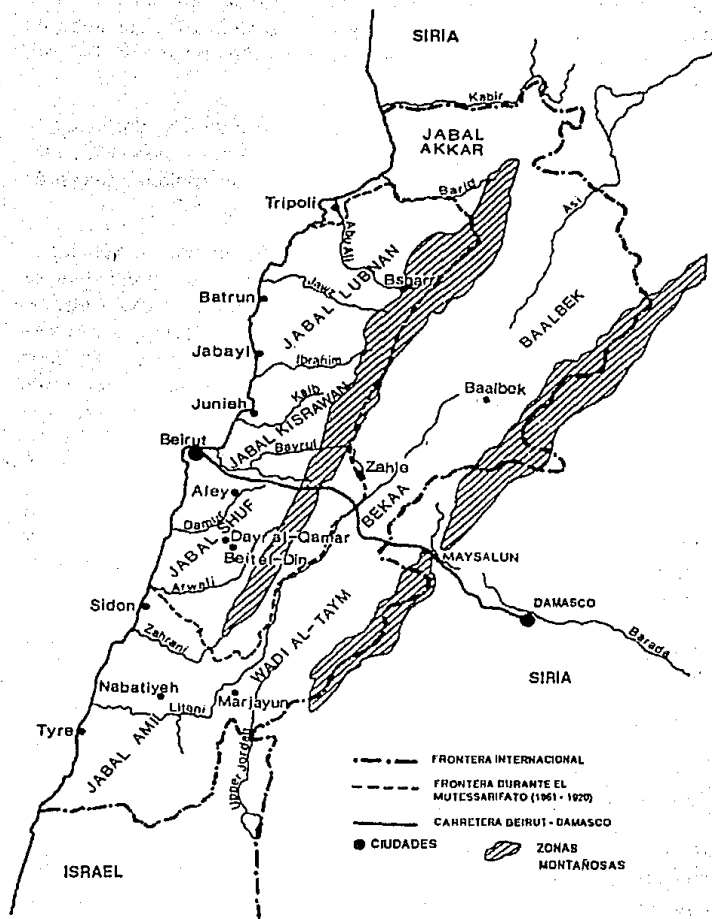 SIRIA
Kabir
JABAL
AKKAR
Barid
Tripoli
Abu Ali
Asi
JABAL LUBNAN
Jawz
Bsharr
Batrun
BAALBEK
Jabayl
Ibrahim
Kalb
Baalbek
Junieh
JABAL KISRAWAN
Beirut
Bayrut
Zahle
BEKAA
Aley
Damur
JABAL SHUF
Dayr al-Qamar
Beit el-Din
MAYSALUN
Arwali
DAMASCO
Sidon
Barada
Zahrani
WADI AL-TAYM
SIRIA
Nabatiyeh
Marjayun
Litani
Tyre
JABAL AMIL
Upper Jordan
FRONTERA INTERNACIONAL
FRONTERA DURANTE EL
MUTESSARIFATO (1861 - 1920)
CARRETERA BEIRUT - DAMASCO
CIUDADES
ZONAS
MONTAÑOSAS
ISRAEL